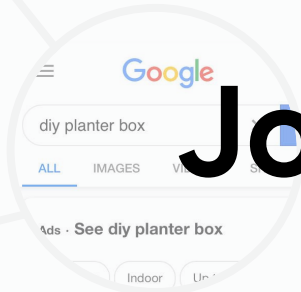 Google
diy planter box
Jo
ALL IMAGES
Ads · See diy planter box
Indoor